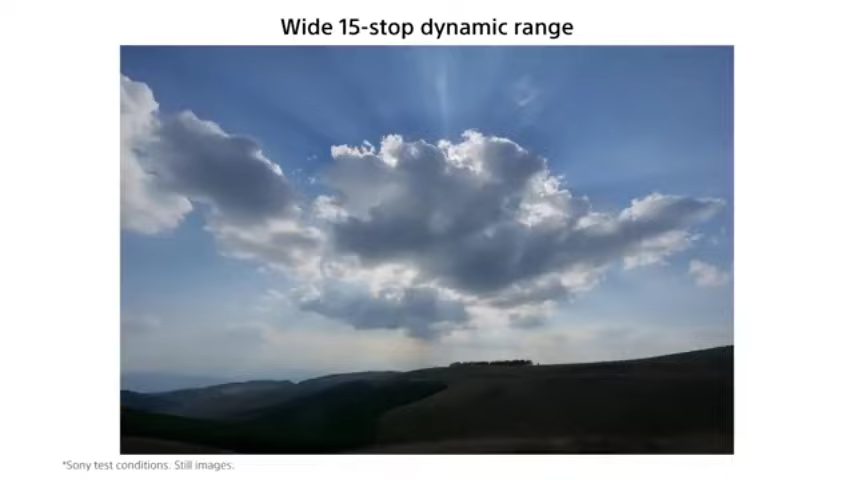 Wide 15-stop dynamic range
*Sony test conditions. Still images.